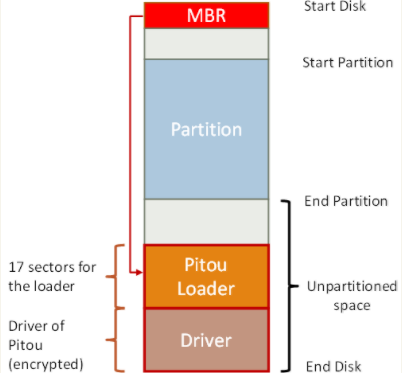 Start Disk
MBR
Start Partition
Partition
End Partition
17 sectors for
the loader
Pitou
Loader
Unpartitioned
space
Driver of
Pitou
(encrypted)
Driver
End Disk